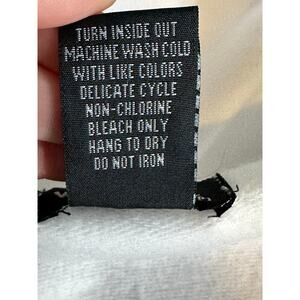 TURN INSIDE OUT
MACHINE WASH COLD
WITH LIKE COLORS
DELICATE CYCLE
NON-CHLORINE
BLEACH ONLY
HANG TO DRY
DO NOT IRON